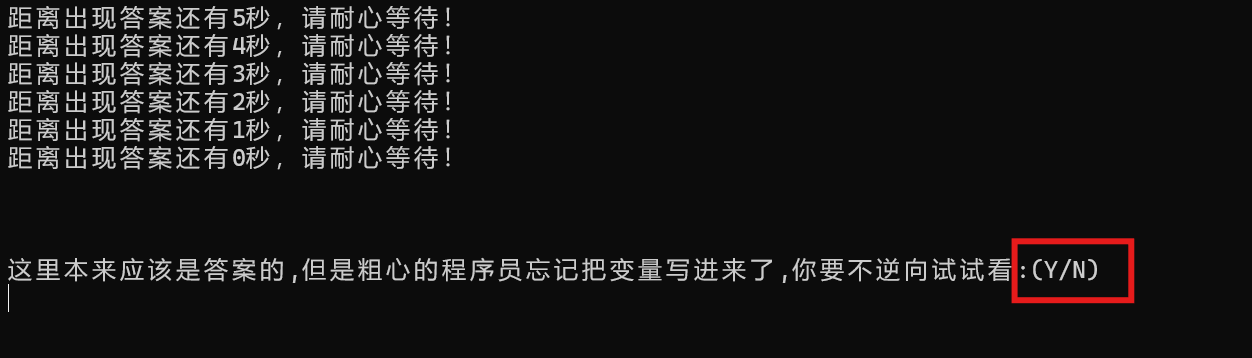 距离出现答案还有5秒, 请耐心等待!
距离出现答案还有4秒, 请耐心等待!
距离出现答案还有3秒, 请耐心等待!
距离出现答案还有2秒, 请耐心等待!
距离出现答案还有1秒, 请耐心等待!
距离出现答案还有0秒, 请耐心等待!
这里本来应该是答案的,但是粗心的程序员忘记把变量写进来了,你要不逆向试试看:(Y/N)